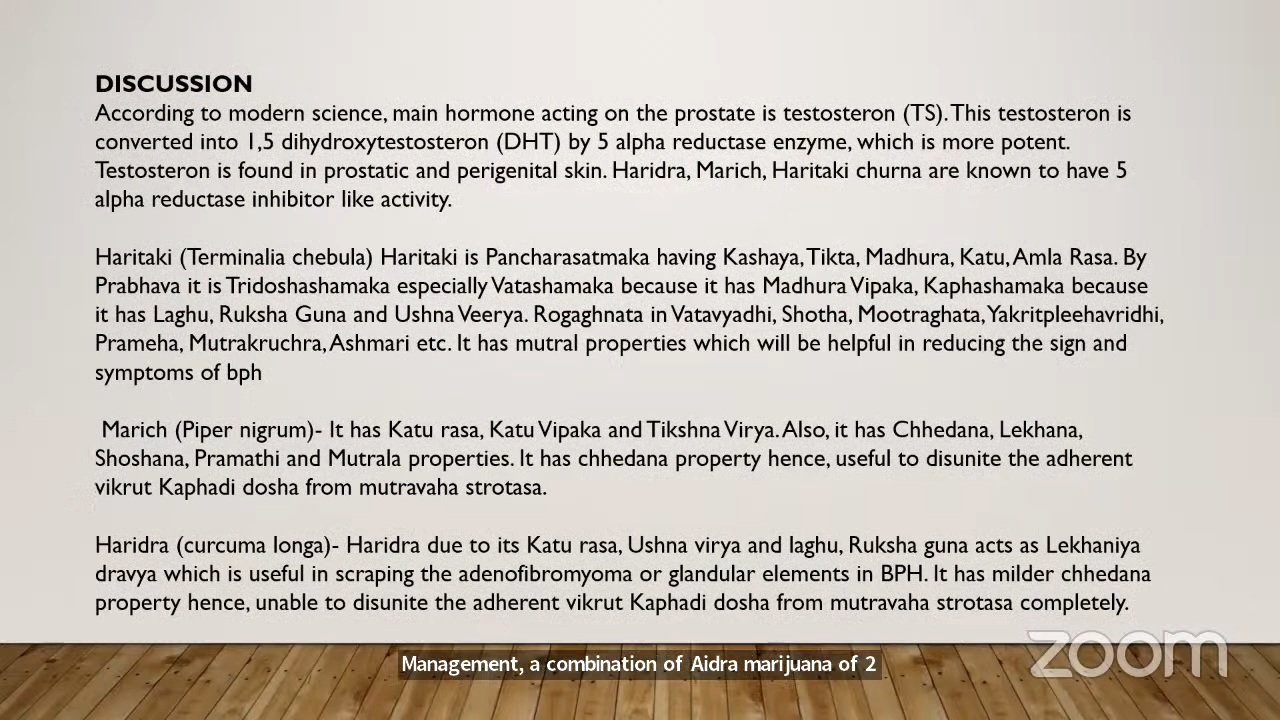 DISCUSSION
According to modern science, main hormone acting on the prostate is testosteron (TS). This testosteron is
converted into 1,5 dihydroxytestosteron (DHT) by 5 alpha reductase enzyme, which is more potent.
Testosteron is found in prostatic and perigenital skin. Haridra, Marich, Haritaki churna are known to have 5
alpha reductase inhibitor like activity.
Haritaki (Terminalia chebula) Haritaki is Pancharasatmaka having Kashaya, Tikta, Madhura, Katu, Amla Rasa. By
Prabhava it is Tridoshashamaka especially Vatashamaka because it has Madhura Vipaka, Kaphashamaka because
it has Laghu, Ruksha Guna and Ushna Veerya. Rogaghnata in Vatavyadhi, Shotha, Mootraghata, Yakritpleehavridhi,
Prameha, Mutrakruchra, Ashmari etc. It has mutral properties which will be helpful in reducing the sign and
symptoms of bph
Marich (Piper nigrum)- It has Katu rasa, Katu Vipaka and Tikshna Virya. Also, it has Chhedana, Lekhana,
Shoshana, Pramathi and Mutrala properties. It has chhedana property hence, useful to disunite the adherent
vikrut Kaphadi dosha from mutravaha strotasa.
Haridra (curcuma longa)- Haridra due to its Katu rasa, Ushna virya and laghu, Ruksha guna acts as Lekhaniya
dravya which is useful in scraping the adenofibromyoma or glandular elements in BPH. It has milder chhedana
property hence, unable to disunite the adherent vikrut Kaphadi dosha from mutravaha strotasa completely.
zoom
Management, a combination of Aidra marijuana of 2